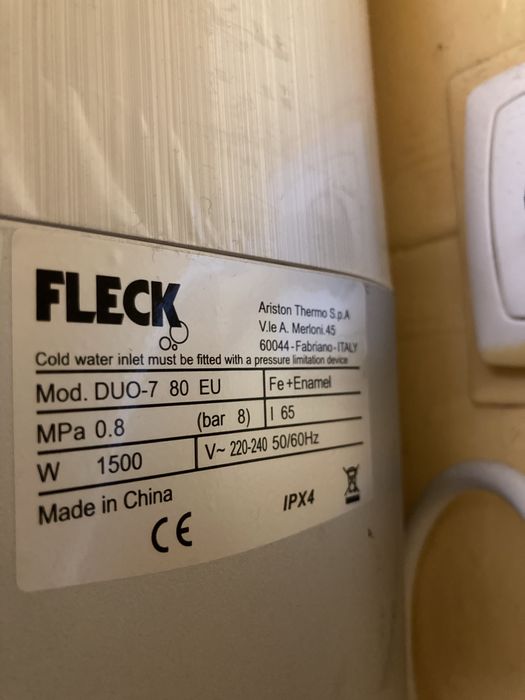 FLECK
Ariston Thermo S.p.A
V.le A. Merloni.45
60044-Fabriano-ITALY
Cold water inlet must be fitted with a pressure limitation device
Mod. DUO-7 80 EU Fe+Enamel
MPa 0.8 (bar 8) l 65
W 1500 V~ 220-240 50/60Hz
Made in China
CE IPX4